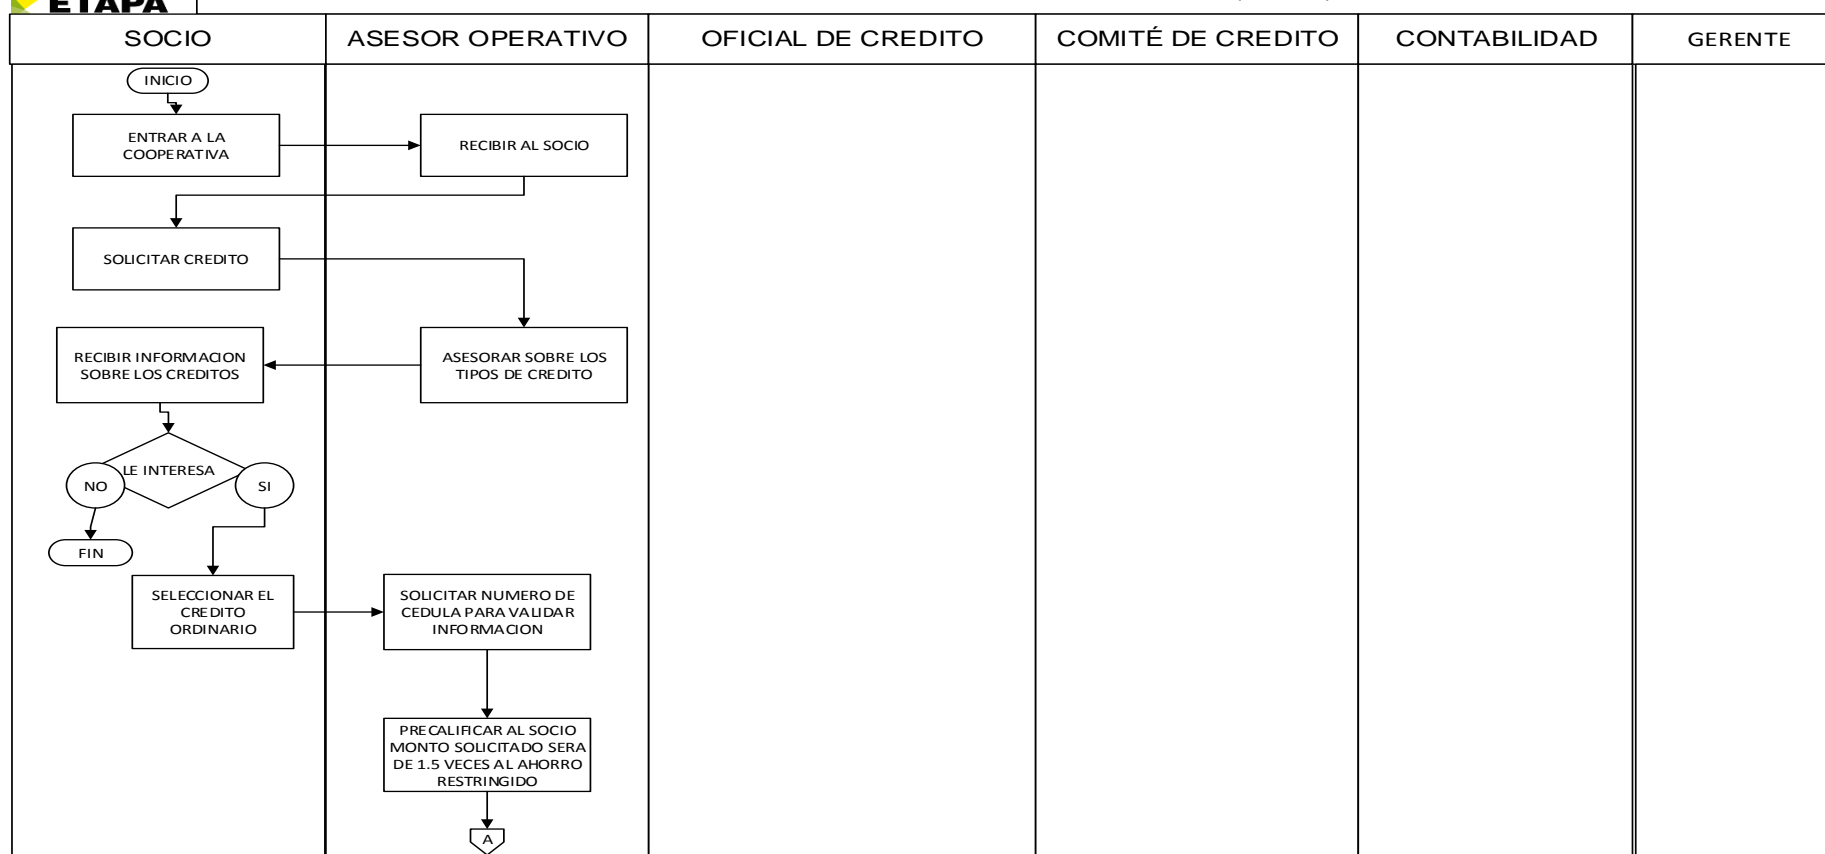 ETAPA
SOCIO
ASESOR OPERATIVO
OFICIAL DE CREDITO
COMITÉ DE CREDITO
CONTABILIDAD
GERENTE
INICIO
ENTRAR A LA
COOPERATIVA
RECIBIR AL SOCIO
SOLICITAR CREDITO
RECIBIR INFORMACION
SOBRE LOS CREDITOS
ASESORAR SOBRE LOS
TIPOS DE CREDITO
LE INTERESA
NO
SI
FIN
SELECCIONAR EL
CREDITO
ORDINARIO
SOLICITAR NUMERO DE
CEDULA PARA VALIDAR
INFORMACION
PRECALIFICAR AL SOCIO
MONTO SOLICITADO SERA
DE 1.5 VECES AL AHORRO
RESTRINGIDO
A